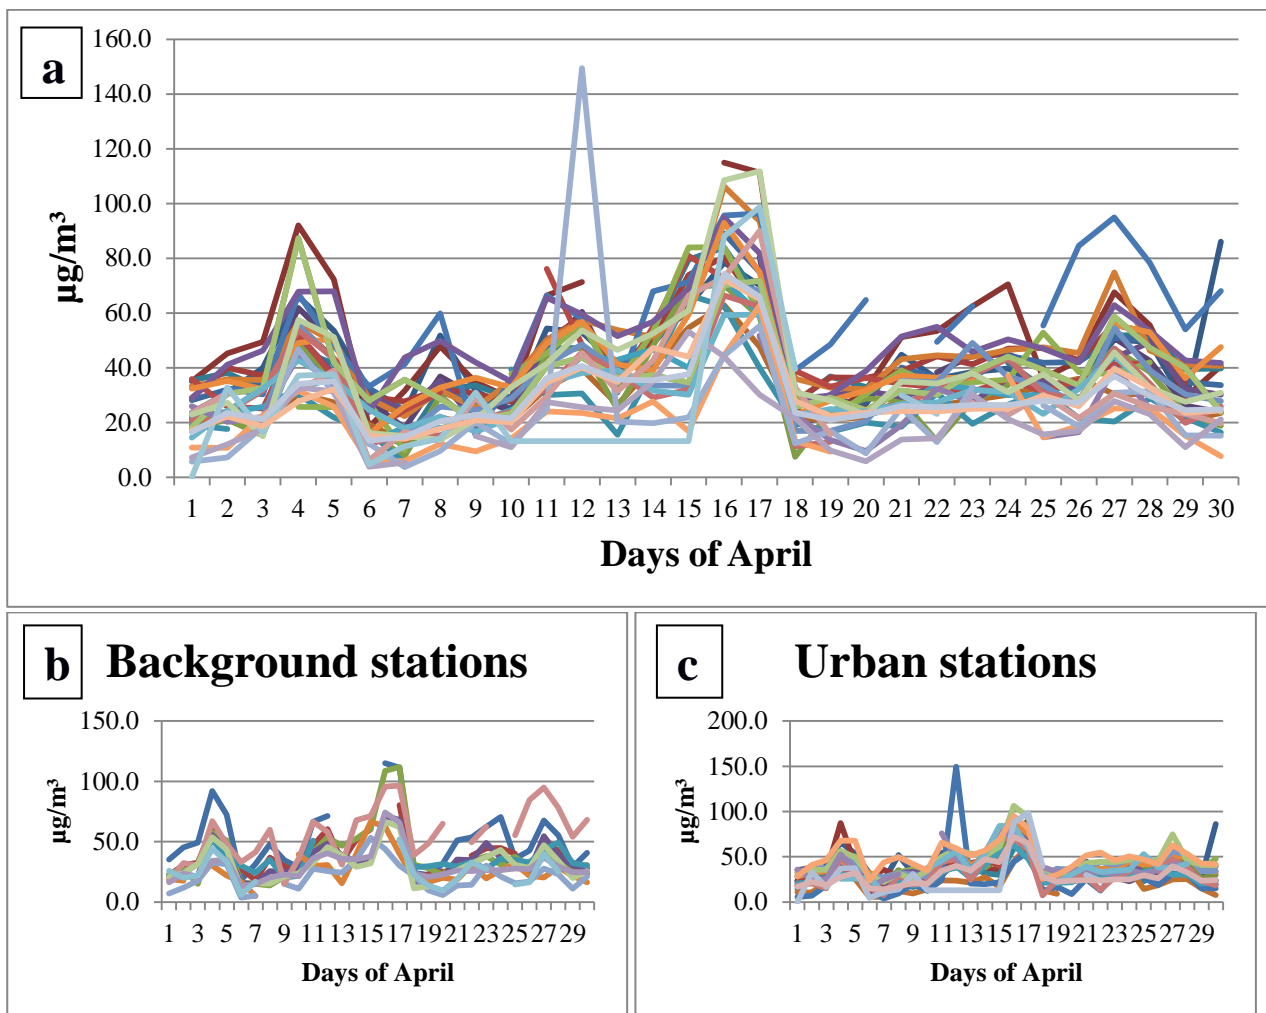 a
160.0
140.0
120.0
100.0
80.0
60.0
40.0
20.0
0.0
µg/m³
1 2 3 4 5 6 7 8 9 10 11 12 13 14 15 16 17 18 19 20 21 22 23 24 25 26 27 28 29 30
Days of April
b Background stations
150.0
100.0
50.0
0.0
µg/m³
1 3 5 7 9 11 13 15 17 19 21 23 25 27 29
Days of April
c Urban stations
200.0
150.0
100.0
50.0
0.0
µg/m³
1 3 5 7 9 11 13 15 17 19 21 23 25 27 29
Days of April